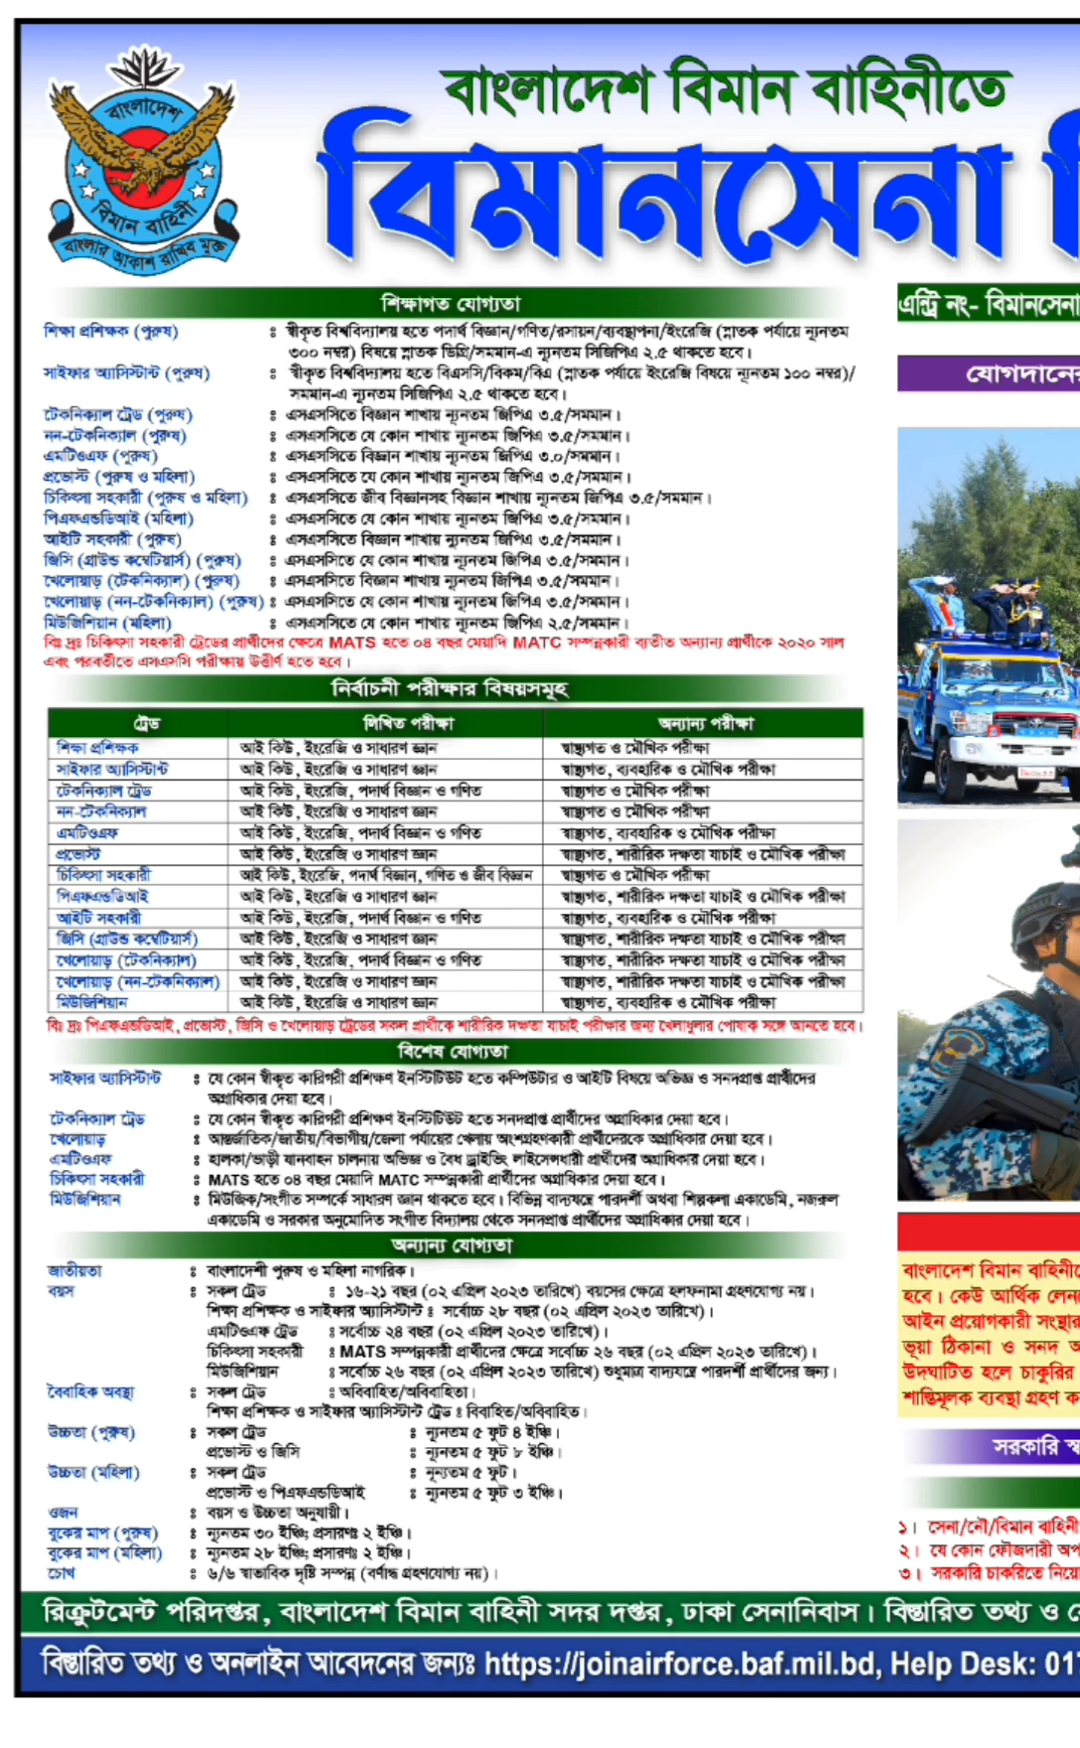 বাংলাদেশ
বিমান বাহিনী
বাংলার আকাশ রাখিব মুক্ত
বাংলাদেশ বিমান বাহিনীতে
বিমানসেনা
শিক্ষাগত যোগ্যতা
শিক্ষা প্রশিক্ষক (পুরুষ) ঃ স্বীকৃত বিশ্ববিদ্যালয় হতে পদার্থ বিজ্ঞান/গণিত/রসায়ন/ব্যবস্থাপনা/ইংরেজি (স্নাতক পর্যায়ে ন্যূনতম
৩০০ নম্বর) বিষয়ে স্নাতক ডিগ্রি/সমমান-এ ন্যূনতম সিজিপিএ ২.৫ থাকতে হবে।
সাইফার অ্যাসিস্টান্ট (পুরুষ) ঃ স্বীকৃত বিশ্ববিদ্যালয় হতে বিএসসি/বিকম/বিএ (স্নাতক পর্যায়ে ইংরেজি বিষয়ে ন্যূনতম ১০০ নম্বর)/
সমমান-এ ন্যূনতম সিজিপিএ ২.৫ থাকতে হবে।
টেকনিক্যাল ট্রেড (পুরুষ) ঃ এসএসসিতে বিজ্ঞান শাখায় ন্যূনতম জিপিএ ৩.৫/সমমান।
নন-টেকনিক্যাল (পুরুষ) ঃ এসএসসিতে যে কোন শাখায় ন্যূনতম জিপিএ ৩.৫/সমমান।
এমটিওএফ (পুরুষ) ঃ এসএসসিতে বিজ্ঞান শাখায় ন্যূনতম জিপিএ ৩.০/সমমান।
প্রভোস্ট (পুরুষ ও মহিলা) ঃ এসএসসিতে যে কোন শাখায় ন্যূনতম জিপিএ ৩.৫/সমমান।
চিকিৎসা সহকারী (পুরুষ ও মহিলা) ঃ এসএসসিতে জীব বিজ্ঞানসহ বিজ্ঞান শাখায় ন্যূনতম জিপিএ ৩.৫/সমমান।
পিএফএন্ডডিআই (মহিলা) ঃ এসএসসিতে যে কোন শাখায় ন্যূনতম জিপিএ ৩.৫/সমমান।
আইটি সহকারী (পুরুষ) ঃ এসএসসিতে বিজ্ঞান শাখায় ন্যূনতম জিপিএ ৩.৫/সমমান।
জিসি (গ্রাউন্ড কম্বেটিয়ার্স) (পুরুষ) ঃ এসএসসিতে যে কোন শাখায় ন্যূনতম জিপিএ ৩.৫/সমমান।
খেলোয়াড় (টেকনিক্যাল) (পুরুষ) ঃ এসএসসিতে বিজ্ঞান শাখায় ন্যূনতম জিপিএ ৩.৫/সমমান।
খেলোয়াড় (নন-টেকনিক্যাল) (পুরুষ) ঃ এসএসসিতে যে কোন শাখায় ন্যূনতম জিপিএ ৩.৫/সমমান।
মিউজিশিয়ান (মহিলা) ঃ এসএসসিতে যে কোন শাখায় ন্যূনতম জিপিএ ২.৫/সমমান।
বিঃ দ্রঃ চিকিৎসা সহকারী ট্রেডের প্রার্থীদের ক্ষেত্রে MATS হতে ০৪ বছর মেয়াদি MATC সম্পন্নকারী ব্যতীত অন্যান্য প্রার্থীকে ২০২০ সাল
এবং পরবর্তীতে এসএসসি পরীক্ষায় উত্তীর্ণ হতে হবে।
নির্বাচনী পরীক্ষার বিষয়সমূহ
ট্রেড লিখিত পরীক্ষা অন্যান্য পরীক্ষা
শিক্ষা প্রশিক্ষক আই কিউ, ইংরেজি ও সাধারণ জ্ঞান স্বাস্থ্যগত ও মৌখিক পরীক্ষা
সাইফার অ্যাসিস্টান্ট আই কিউ, ইংরেজি ও সাধারণ জ্ঞান স্বাস্থ্যগত, ব্যবহারিক ও মৌখিক পরীক্ষা
টেকনিক্যাল ট্রেড আই কিউ, ইংরেজি, পদার্থ বিজ্ঞান ও গণিত স্বাস্থ্যগত ও মৌখিক পরীক্ষা
নন-টেকনিক্যাল আই কিউ, ইংরেজি ও সাধারণ জ্ঞান স্বাস্থ্যগত ও মৌখিক পরীক্ষা
এমটিওএফ আই কিউ, ইংরেজি, পদার্থ বিজ্ঞান ও গণিত স্বাস্থ্যগত, ব্যবহারিক ও মৌখিক পরীক্ষা
প্রভোস্ট আই কিউ, ইংরেজি ও সাধারণ জ্ঞান স্বাস্থ্যগত, শারীরিক দক্ষতা যাচাই ও মৌখিক পরীক্ষা
চিকিৎসা সহকারী আই কিউ, ইংরেজি, পদার্থ বিজ্ঞান, গণিত ও জীব বিজ্ঞান স্বাস্থ্যগত ও মৌখিক পরীক্ষা
পিএফএন্ডডিআই আই কিউ, ইংরেজি ও সাধারণ জ্ঞান স্বাস্থ্যগত, শারীরিক দক্ষতা যাচাই ও মৌখিক পরীক্ষা
আইটি সহকারী আই কিউ, ইংরেজি, পদার্থ বিজ্ঞান ও গণিত স্বাস্থ্যগত, ব্যবহারিক ও মৌখিক পরীক্ষা
জিসি (গ্রাউন্ড কম্বেটিয়ার্স) আই কিউ, ইংরেজি ও সাধারণ জ্ঞান স্বাস্থ্যগত, শারীরিক দক্ষতা যাচাই ও মৌখিক পরীক্ষা
খেলোয়াড় (টেকনিক্যাল) আই কিউ, ইংরেজি, পদার্থ বিজ্ঞান ও গণিত স্বাস্থ্যগত, শারীরিক দক্ষতা যাচাই ও মৌখিক পরীক্ষা
খেলোয়াড় (নন-টেকনিক্যাল) আই কিউ, ইংরেজি ও সাধারণ জ্ঞান স্বাস্থ্যগত, শারীরিক দক্ষতা যাচাই ও মৌখিক পরীক্ষা
মিউজিশিয়ান আই কিউ, ইংরেজি ও সাধারণ জ্ঞান স্বাস্থ্যগত, ব্যবহারিক ও মৌখিক পরীক্ষা
বিঃ দ্রঃ পিএফএন্ডডিআই, প্রভোস্ট, জিসি ও খেলোয়াড় ট্রেডের সকল প্রার্থীকে শারীরিক দক্ষতা যাচাই পরীক্ষার জন্য খেলাধুলার পোষাক সঙ্গে আনতে হবে।
বিশেষ যোগ্যতা
সাইফার অ্যাসিস্টান্ট ঃ যে কোন স্বীকৃত কারিগরী প্রশিক্ষণ ইনস্টিটিউট হতে কম্পিউটার ও আইটি বিষয়ে অভিজ্ঞ ও সনদপ্রাপ্ত প্রার্থীদের
অগ্রাধিকার দেয়া হবে।
টেকনিক্যাল ট্রেড ঃ যে কোন স্বীকৃত কারিগরী প্রশিক্ষণ ইনস্টিটিউট হতে সনদপ্রাপ্ত প্রার্থীদের অগ্রাধিকার দেয়া হবে।
খেলোয়াড় ঃ আন্তর্জাতিক/জাতীয়/বিভাগীয়/জেলা পর্যায়ের খেলায় অংশগ্রহণকারী প্রার্থীদেরকে অগ্রাধিকার দেয়া হবে।
এমটিওএফ ঃ হালকা/ভাড়ী যানবাহন চালনায় অভিজ্ঞ ও বৈধ ড্রাইভিং লাইসেন্সধারী প্রার্থীদের অগ্রাধিকার দেয়া হবে।
চিকিৎসা সহকারী ঃ MATS হতে ০৪ বছর মেয়াদি MATC সম্পন্নকারী প্রার্থীদের অগ্রাধিকার দেয়া হবে।
মিউজিশিয়ান ঃ মিউজিক/সংগীত সম্পর্কে সাধারণ জ্ঞান থাকতে হবে। বিভিন্ন বাদ্যযন্ত্রে পারদর্শী অথবা শিল্পকলা একাডেমি, নজরুল
একাডেমি ও সরকার অনুমোদিত সংগীত বিদ্যালয় থেকে সনদপ্রাপ্ত প্রার্থীদের অগ্রাধিকার দেয়া হবে।
অন্যান্য যোগ্যতা
জাতীয়তা ঃ বাংলাদেশী পুরুষ ও মহিলা নাগরিক।
বয়স ঃ সকল ট্রেড ঃ ১৬-২১ বছর (০২ এপ্রিল ২০২৩ তারিখে) বয়সের ক্ষেত্রে হলফনামা গ্রহণযোগ্য নয়।
শিক্ষা প্রশিক্ষক ও সাইফার অ্যাসিস্টান্ট ঃ সর্বোচ্চ ২৮ বছর (০২ এপ্রিল ২০২৩ তারিখে)।
এমটিওএফ ট্রেড ঃ সর্বোচ্চ ২৪ বছর (০২ এপ্রিল ২০২৩ তারিখে)।
চিকিৎসা সহকারী ঃ MATS সম্পন্নকারী প্রার্থীদের ক্ষেত্রে সর্বোচ্চ ২৬ বছর (০২ এপ্রিল ২০২৩ তারিখে)।
মিউজিশিয়ান ঃ সর্বোচ্চ ২৬ বছর (০২ এপ্রিল ২০২৩ তারিখে) শুধুমাত্র বাদ্যযন্ত্রে পারদর্শী প্রার্থীদের জন্য।
বৈবাহিক অবস্থা ঃ সকল ট্রেড ঃ অবিবাহিত/অবিবাহিতা।
শিক্ষা প্রশিক্ষক ও সাইফার অ্যাসিস্টান্ট ট্রেড ঃ বিবাহিত/অবিবাহিত।
উচ্চতা (পুরুষ) ঃ সকল ট্রেড ঃ ন্যূনতম ৫ ফুট ৪ ইঞ্চি।
প্রভোস্ট ও জিসি ঃ ন্যূনতম ৫ ফুট ৮ ইঞ্চি।
উচ্চতা (মহিলা) ঃ সকল ট্রেড ঃ নূন্যতম ৫ ফুট।
প্রভোস্ট ও পিএফএন্ডডিআই ঃ ন্যূনতম ৫ ফুট ৩ ইঞ্চি।
ওজন ঃ বয়স ও উচ্চতা অনুযায়ী।
বুকের মাপ (পুরুষ) ঃ ন্যূনতম ৩০ ইঞ্চি; প্রসারণঃ ২ ইঞ্চি।
বুকের মাপ (মহিলা) ঃ ন্যূনতম ২৮ ইঞ্চি; প্রসারণঃ ২ ইঞ্চি।
চোখ ঃ ৬/৬ স্বাভাবিক দৃষ্টি সম্পন্ন (বর্ণান্ধ গ্রহণযোগ্য নয়)।
এন্ট্রি নং- বিমানসেনা
যোগদানের
বাংলাদেশ বিমান বাহিনীতে
হবে। কেউ আর্থিক লেন
আইন প্রয়োগকারী সংস্থার
ভূয়া ঠিকানা ও সনদ
উদঘাটিত হলে চাকুরির
শাস্তিমূলক ব্যবস্থা গ্রহণ
সরকারি
১। সেনা/নৌ/বিমান বাহিনী
২। যে কোন ফৌজদারী অপ
৩। সরকারি চাকরিতে নিয়ো
রিক্রুটমেন্ট পরিদপ্তর, বাংলাদেশ বিমান বাহিনী সদর দপ্তর, ঢাকা সেনানিবাস। বিস্তারিত তথ্য ও
বিস্তারিত তথ্য ও অনলাইন আবেদনের জন্যঃ https://joinairforce.baf.mil.bd, Help Desk: 017